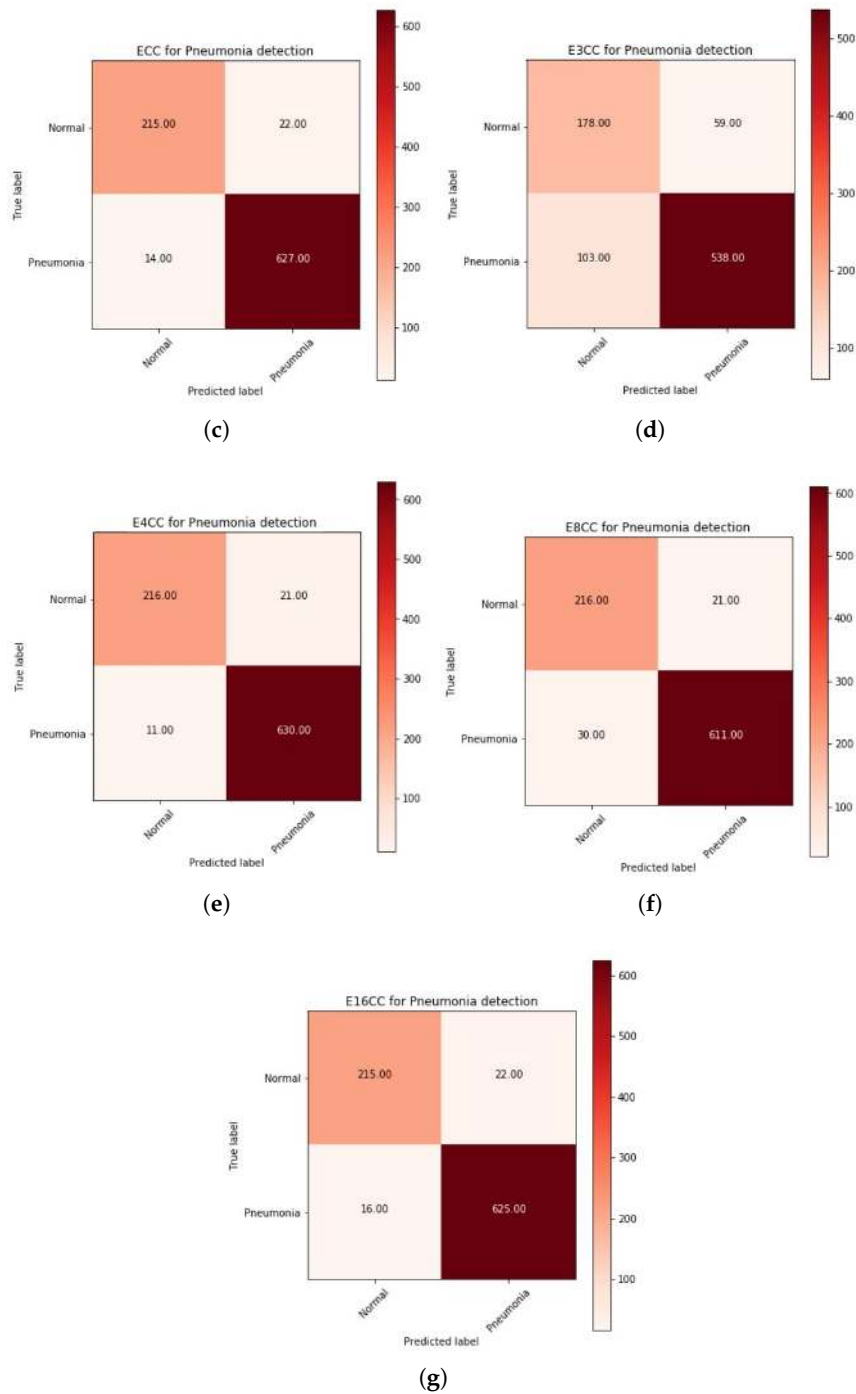 ECC for Pneumonia detection
600
500
400
300
200
100
Normal
Pneumonia
True label
215.00
22.00
14.00
627.00
Normal
Pneumonia
Predicted label
(c)
E3CC for Pneumonia detection
500
400
300
200
100
Normal
Pneumonia
True label
178.00
59.00
103.00
538.00
Normal
Pneumonia
Predicted label
(d)
E4CC for Pneumonia detection
600
500
400
300
200
100
Normal
Pneumonia
True label
216.00
21.00
11.00
630.00
Normal
Pneumonia
Predicted label
(e)
E8CC for Pneumonia detection
600
500
400
300
200
100
Normal
Pneumonia
True label
216.00
21.00
30.00
611.00
Normal
Pneumonia
Predicted label
(f)
E16CC for Pneumonia detection
600
500
400
300
200
100
Normal
Pneumonia
True label
215.00
22.00
16.00
625.00
Normal
Pneumonia
Predicted label
(g)